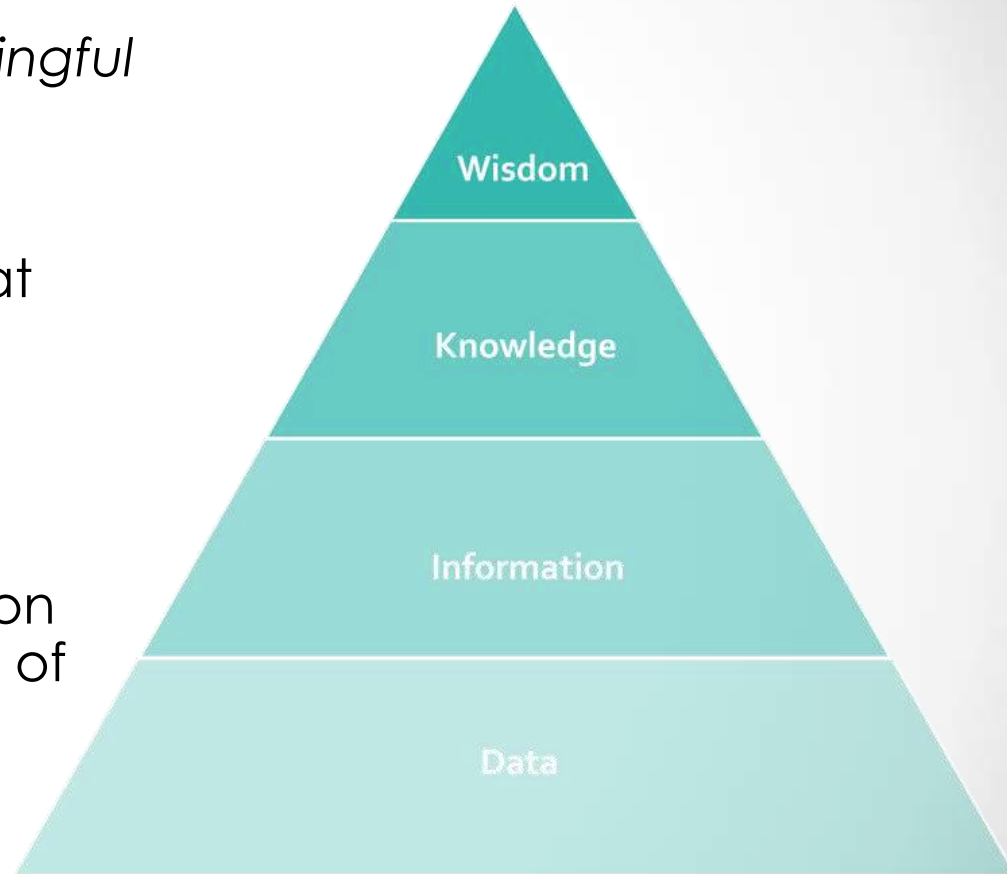 ingful
Wisdom
at
Knowledge
Information
on
of
Data